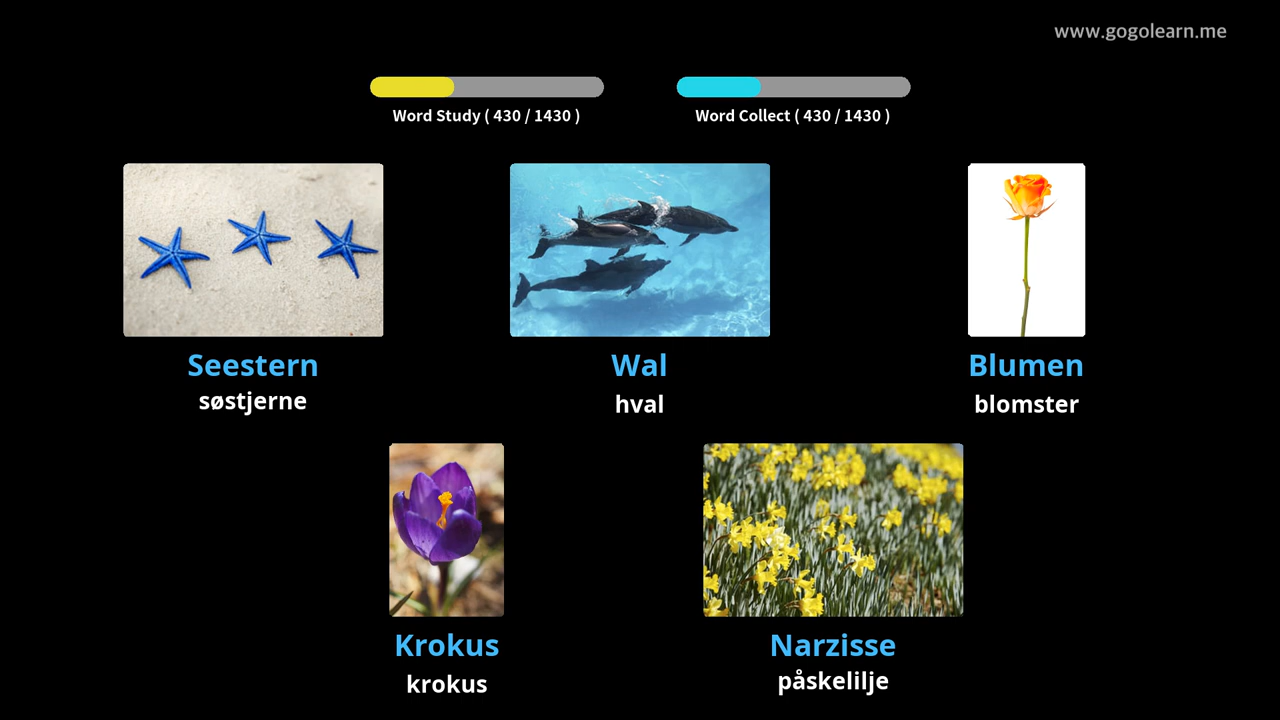 www.gogolearn.me
Word Study ( 430 / 1430 )
Word Collect ( 430 / 1430 )
Seestern
søstjerne
Wal
hval
Blumen
blomster
Krokus
krokus
Narzisse
påskelilje